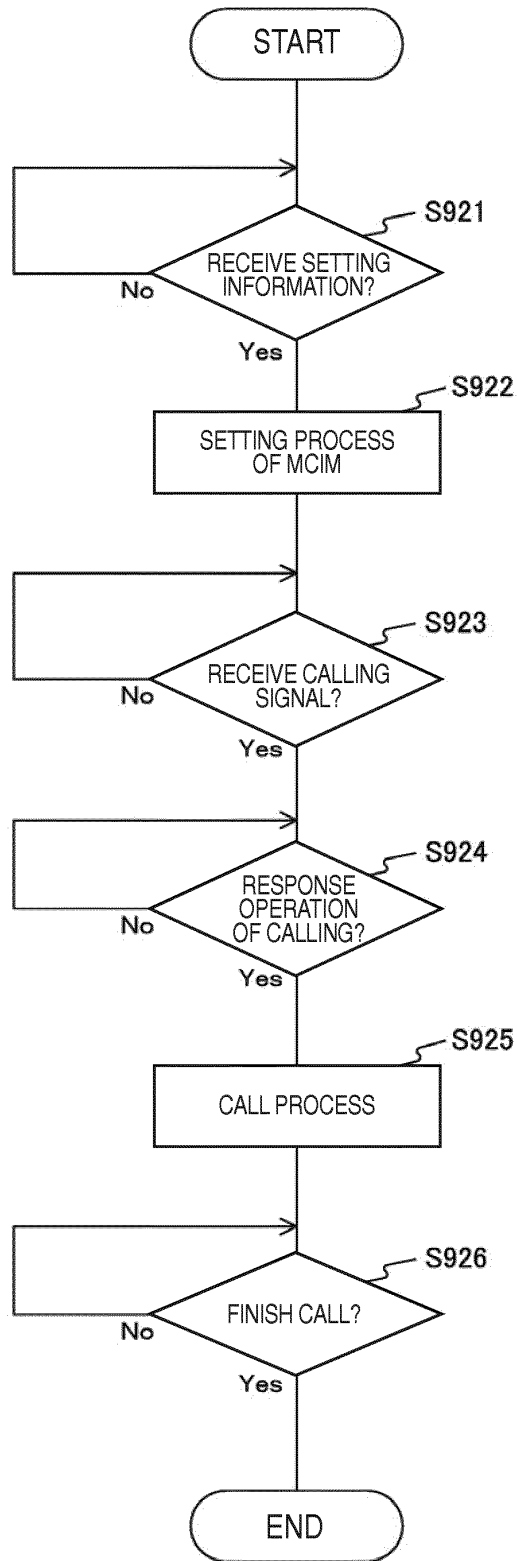 START
S921
RECEIVE SETTING
INFORMATION?
No
Yes
S922
SETTING PROCESS
OF MCIM
S923
RECEIVE CALLING
SIGNAL?
No
Yes
S924
RESPONSE
OPERATION
OF CALLING?
No
Yes
S925
CALL PROCESS
S926
FINISH CALL?
No
Yes
END